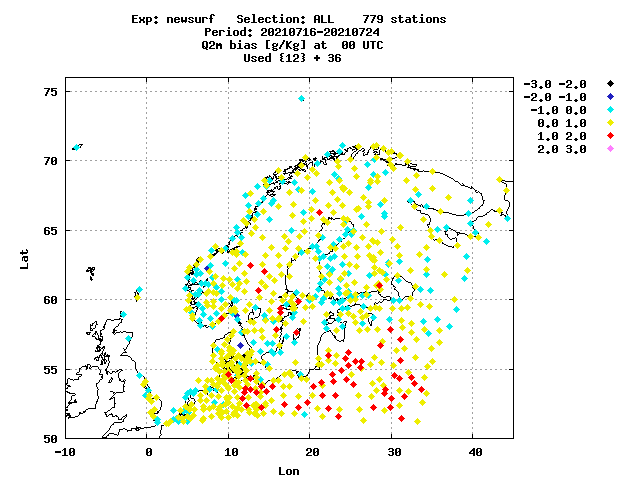 Exp: newsurf   Selection: ALL    779 stations
Period: 20210716-20210724
Q2m bias [g/Kg] at  00 UTC
Used {12} + 36
-3.0 -2.0
-2.0 -1.0
-1.0 0.0
0.0 1.0
1.0 2.0
2.0 3.0
75
70
65
60
55
50
Lat
-10 0 10 20 30 40
Lon